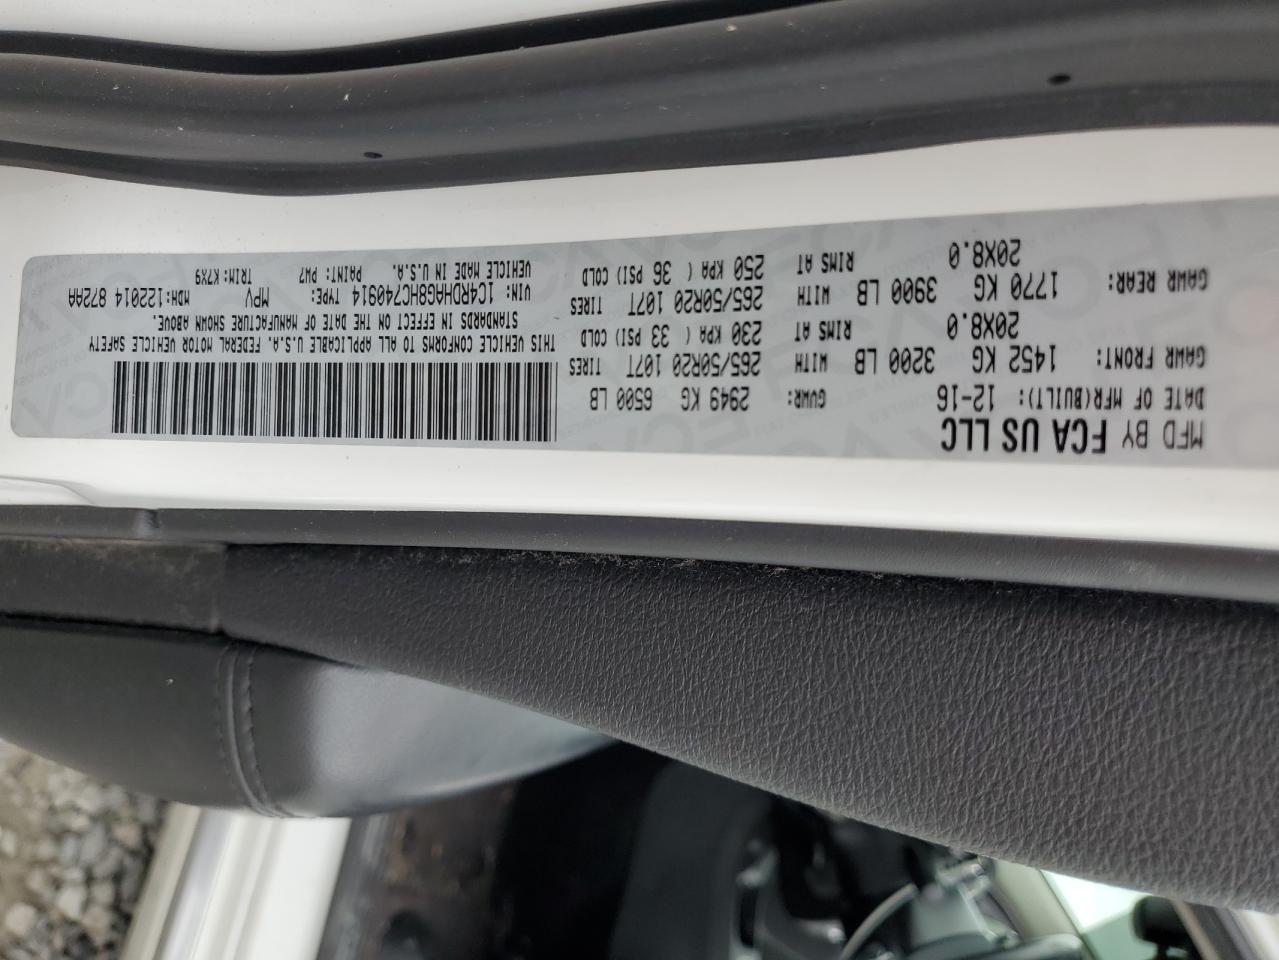 MFD BY FCA US LLC
DATE OF MFR(BUILT): 12-16 GVWR: 2949 KG 6500 LB
GAWR FRONT: 1452 KG 3200 LB WITH 265/50R20 107T TIRES
20X8.0 RIMS AT 230 KPA ( 33 PSI) COLD
GAWR REAR: 1770 KG 3900 LB WITH 265/50R20 107T TIRES
20X8.0 RIMS AT 250 KPA ( 36 PSI) COLD
THIS VEHICLE CONFORMS TO ALL APPLICABLE U.S.A. FEDERAL MOTOR VEHICLE SAFETY
STANDARDS IN EFFECT ON THE DATE OF MANUFACTURE SHOWN ABOVE.
VIN: 1C4RDHAG8HC740914 TYPE: MPV MDH:122014 872AA
VEHICLE MADE IN U.S.A. PAINT: PW7 TRIM: K7X9